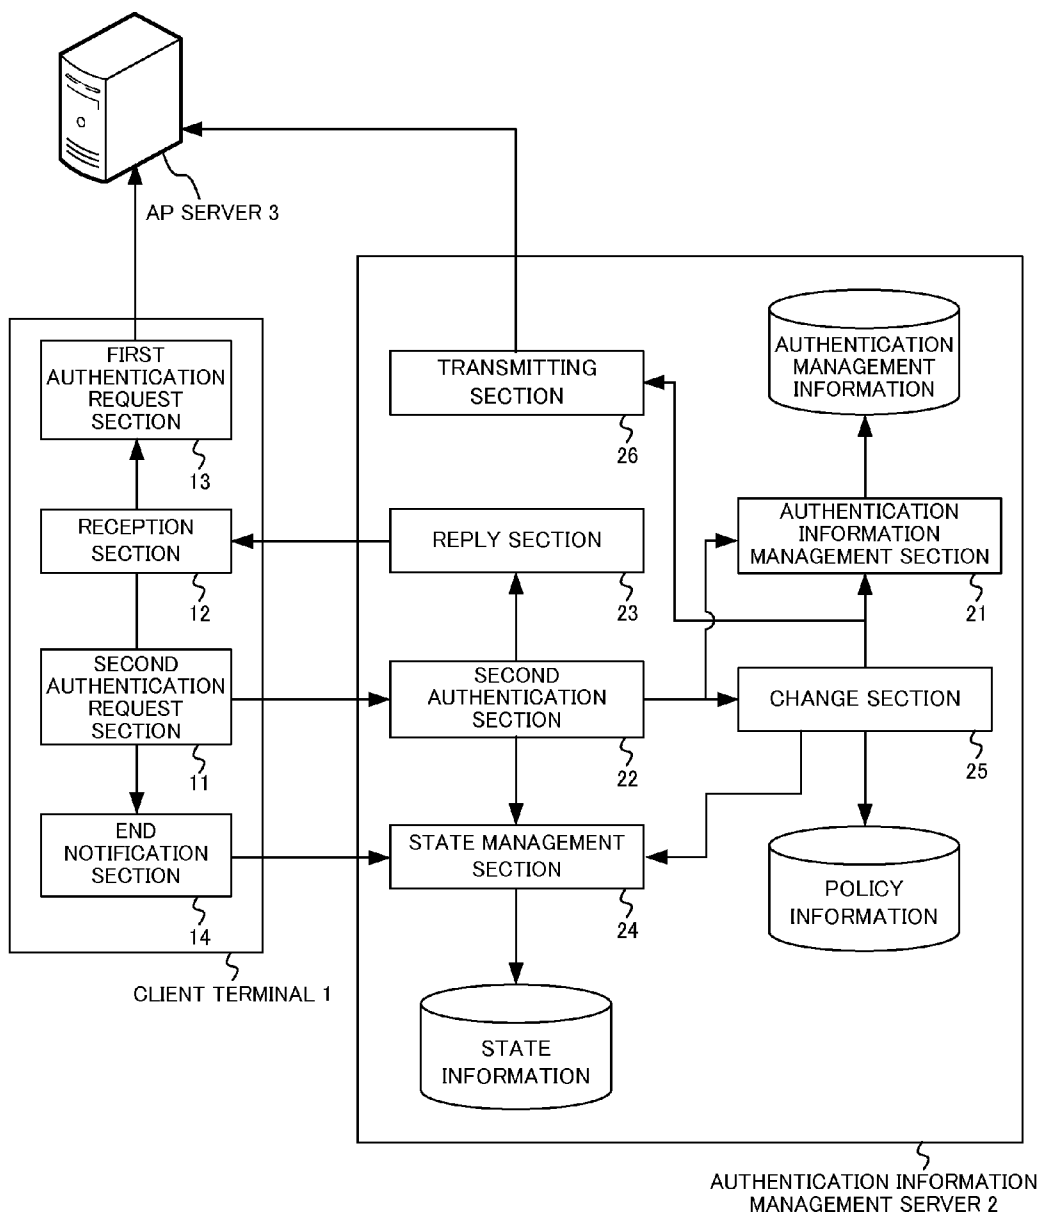 AP SERVER 3
FIRST
AUTHENTICATION
REQUEST
SECTION
13
RECEPTION
SECTION
12
SECOND
AUTHENTICATION
REQUEST
SECTION
11
END
NOTIFICATION
SECTION
14
CLIENT TERMINAL 1
TRANSMITTING
SECTION
26
REPLY SECTION
23
SECOND
AUTHENTICATION
SECTION
22
STATE MANAGEMENT
SECTION
24
STATE
INFORMATION
AUTHENTICATION
MANAGEMENT
INFORMATION
AUTHENTICATION
INFORMATION
MANAGEMENT SECTION
21
CHANGE SECTION
25
POLICY
INFORMATION
AUTHENTICATION INFORMATION
MANAGEMENT SERVER 2